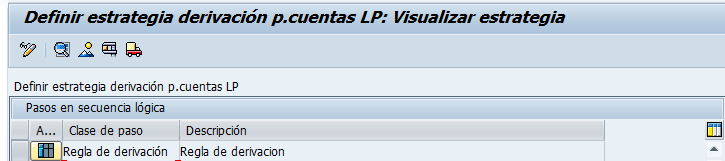 Definir estrategia derivación p.cuentas LP: Visualizar estrategia
Definir estrategia derivación p.cuentas LP
Pasos en secuencia lógica
A... Clase de paso Descripción
Regla de derivación Regla de derivacion